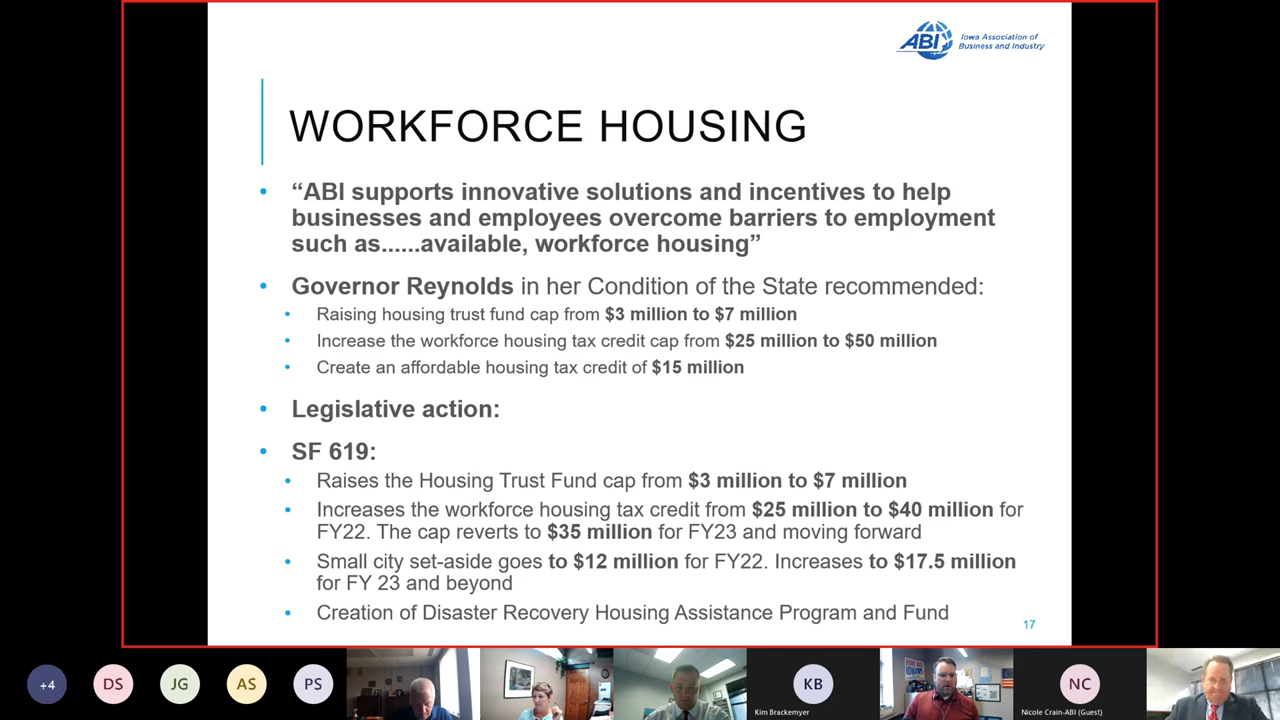 ABI
Iowa Association of
Business and Industry
WORKFORCE HOUSING
• “ABI supports innovative solutions and incentives to help
businesses and employees overcome barriers to employment
such as......available, workforce housing”
• Governor Reynolds in her Condition of the State recommended:
• Raising housing trust fund cap from $3 million to $7 million
• Increase the workforce housing tax credit cap from $25 million to $50 million
• Create an affordable housing tax credit of $15 million
• Legislative action:
• SF 619:
• Raises the Housing Trust Fund cap from $3 million to $7 million
• Increases the workforce housing tax credit from $25 million to $40 million for
FY22. The cap reverts to $35 million for FY23 and moving forward
• Small city set-aside goes to $12 million for FY22. Increases to $17.5 million
for FY 23 and beyond
• Creation of Disaster Recovery Housing Assistance Program and Fund
17
+4
DS
JG
AS
PS
KB
Kim Brackemyer
NC
Nicole Crain-ABI (Guest)